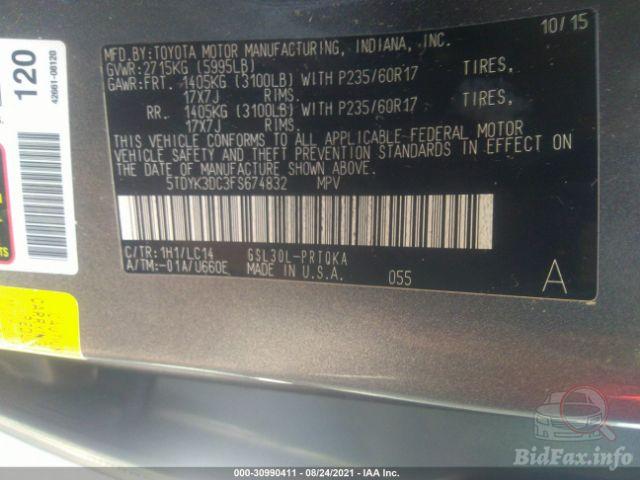 120
42661-08120
MFD.BY:TOYOTA MOTOR MANUFACTURING, INDIANA, INC. 10/15
GVWR:2715KG (5995LB)
GAWR:FRT. 1405KG (3100LB) WITH P235/60R17 TIRES,
17X7J RIMS,
RR. 1405KG (3100LB) WITH P235/60R17 TIRES,
17X7J RIMS.
THIS VEHICLE CONFORMS TO ALL APPLICABLE FEDERAL MOTOR
VEHICLE SAFETY AND THEFT PREVENTION STANDARDS IN EFFECT ON
THE DATE OF MANUFACTURE SHOWN ABOVE.
5TDYK3DC3FS674832 MPV
C/TR:1H1/LC14 GSL30L-PRTQKA
A/TM:-01A/U660E MADE IN U.S.A. 055 A
000-30990411 - 08/24/2021 - IAA Inc.
BidFax.info